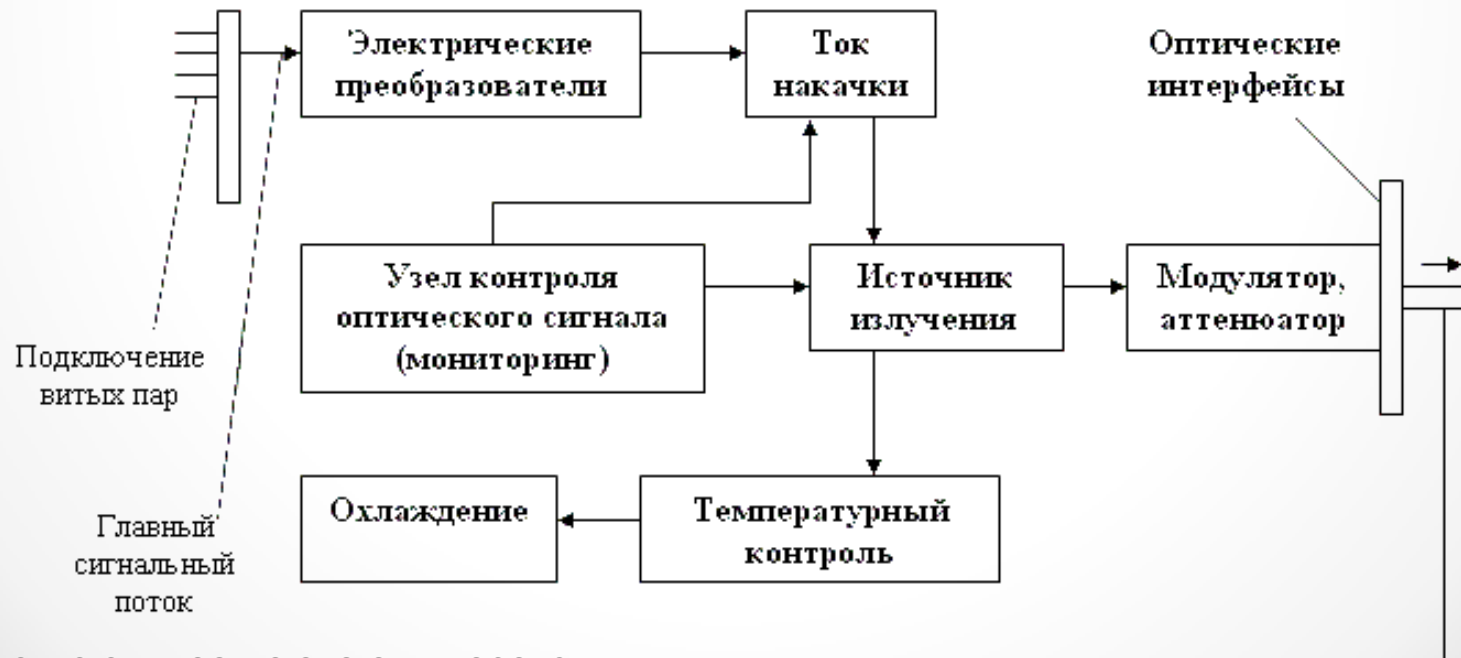 Электрические
преобразователи
Ток
накачки
Оптические
интерфейсы
Узел контроля
оптического сигнала
(мониторинг)
Источник
излучения
Модулятор,
аттенюатор
Подключение
витых пар
Охлаждение
Температурный
контроль
Главный
сигнальный
поток